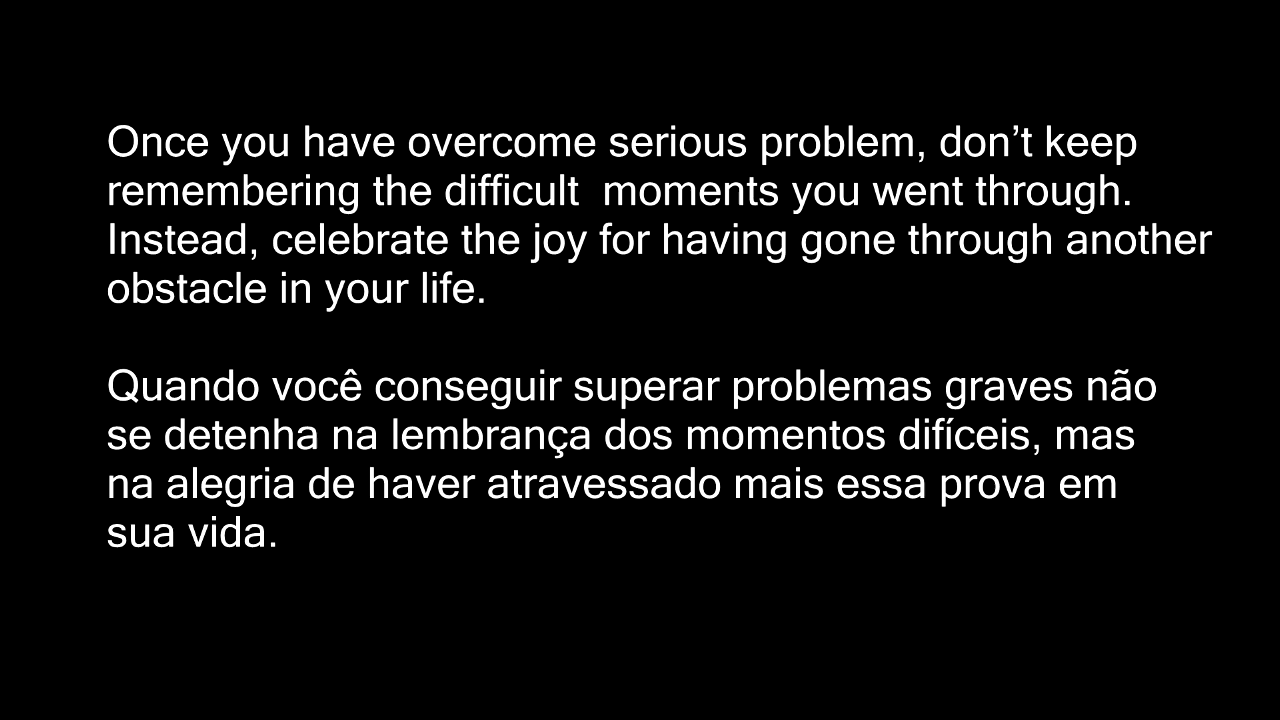 Once you have overcome serious problem, don’t keep
remembering the difficult  moments you went through.
Instead, celebrate the joy for having gone through another
obstacle in your life.
Quando você conseguir superar problemas graves não
se detenha na lembrança dos momentos difíceis, mas
na alegria de haver atravessado mais essa prova em
sua vida.